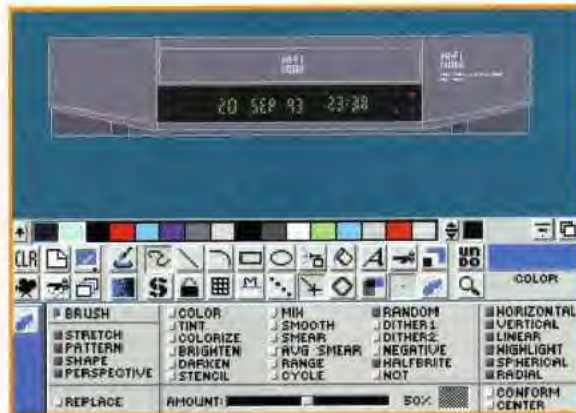 HI-FI
HI-FI
20 SEP 93 23:38
CLR
A
UN
DO
$
M
COLOR
BRUSH
STRETCH
PATTERN
SHAPE
PERSPECTIVE
REPLACE
COLOR
TINT
COLORIZE
BRIGHTEN
DARKEN
STENCIL
MIX
SMOOTH
SMEAR
AVG SMEAR
RANGE
CYCLE
RANDOM
DITHER1
DITHER2
NEGATIVE
HALFBRITE
NOT
AMOUNT:
50%
HORIZONTAL
VERTICAL
LINEAR
HIGHLIGHT
SPHERICAL
RADIAL
CONFORM
CENTER